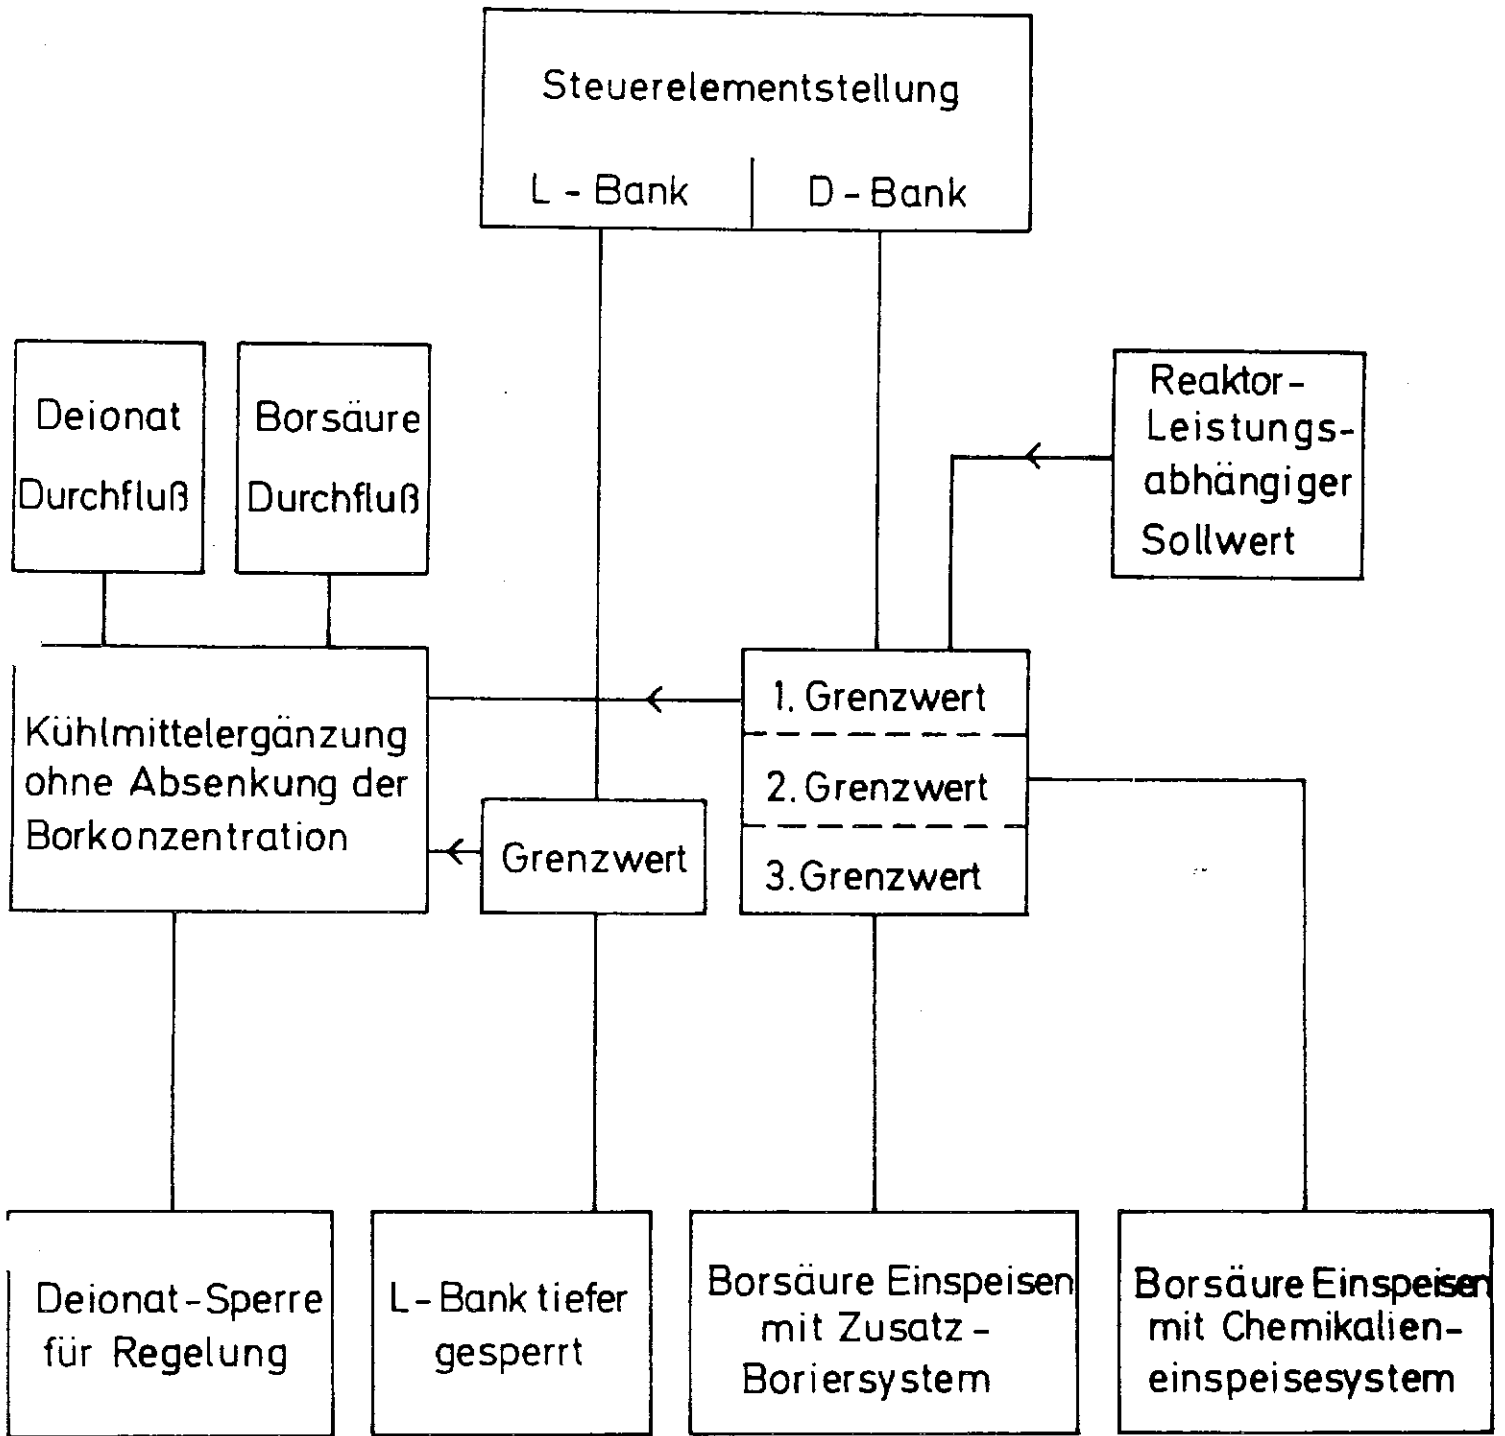 Steuerelementstellung
L - Bank
D - Bank
Deionat
Durchfluß
Borsäure
Durchfluß
Reaktor-
Leistungs-
abhängiger
Sollwert
Kühlmittelergänzung
ohne Absenkung der
Borkonzentration
Grenzwert
1. Grenzwert
2. Grenzwert
3. Grenzwert
Deionat-Sperre
für Regelung
L-Bank tiefer
gesperrt
Borsäure Einspeisen
mit Zusatz-
Boriersystem
Borsäure Einspeisen
mit Chemikalien-
einspeisesystem